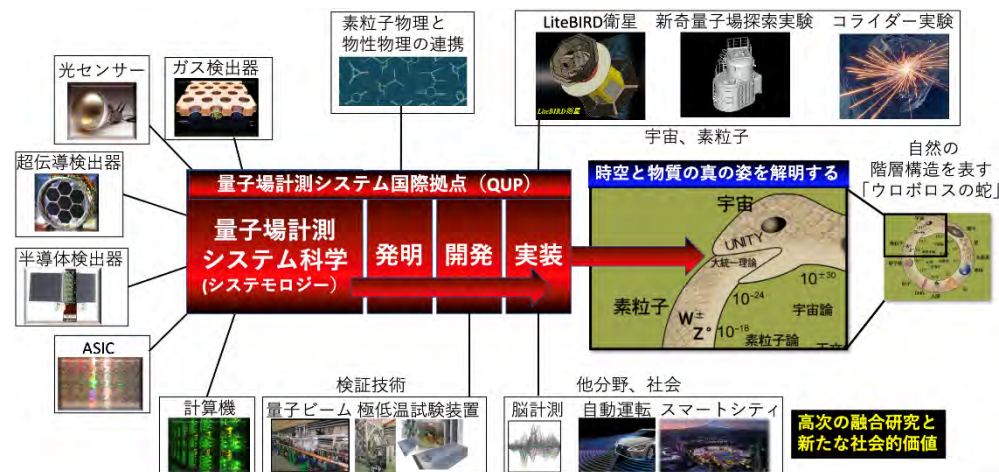 素粒子物理と
物性物理の連携
LiteBIRD衛星
新奇量子場探索実験
コライダー実験
光センサー
ガス検出器
LiteBIRD衛星
宇宙、素粒子
超伝導検出器
量子場計測システム国際拠点（QUP）
時空と物質の真の姿を解明する
自然の
階層構造を表す
「ウロボロスの蛇」
量子場計測
システム科学
(システモロジー）
発明
開発
実装
宇宙
UNITY
大統一理論
10±30
素粒子
10-24
宇宙論
W±
Z°
10-18
素粒子論
半導体検出器
ASIC
計算機
検証技術
量子ビーム
極低温試験装置
他分野、社会
脳計測
自動運転
スマートシティ
高次の融合研究と
新たな社会的価値